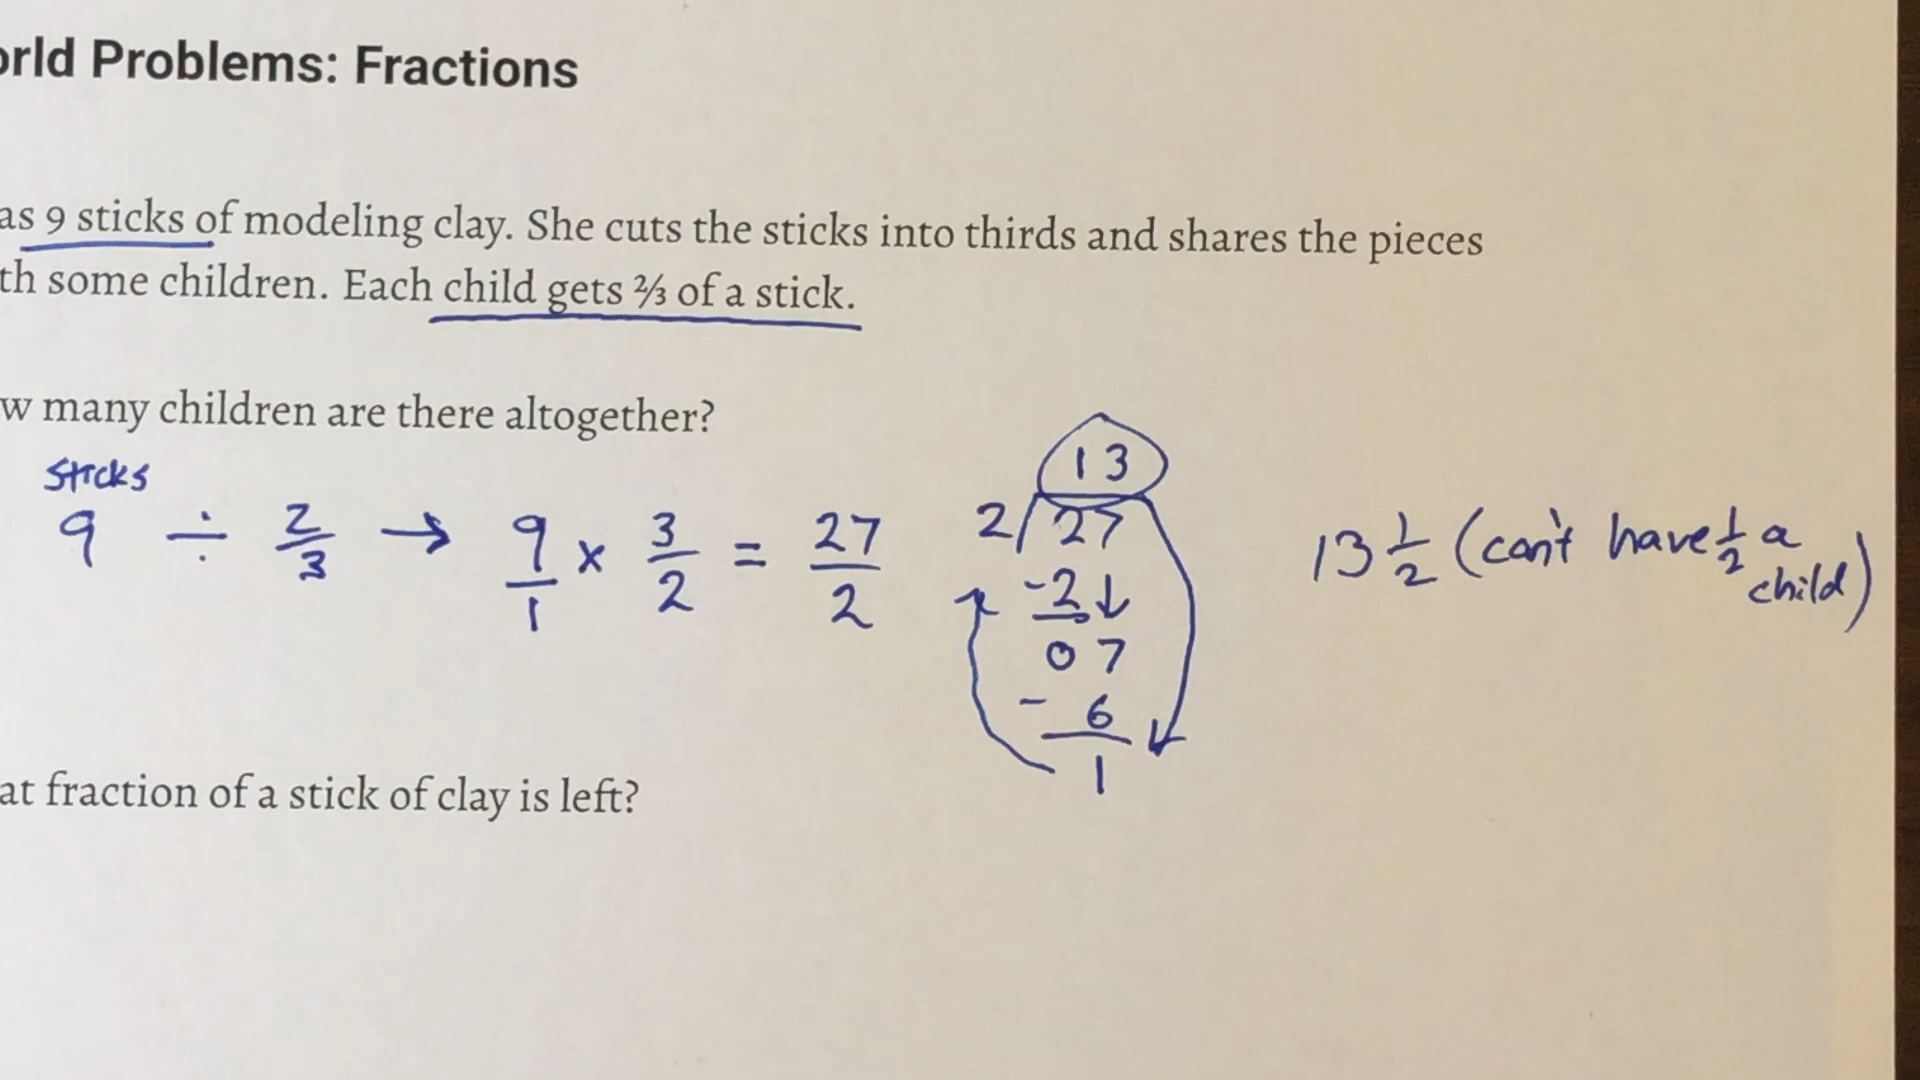 orld Problems: Fractions
as 9 sticks of modeling clay. She cuts the sticks into thirds and shares the pieces
th some children. Each child gets ⅔ of a stick.
w many children are there altogether?
sticks
9 ÷ 2/3 → 9/1 x 3/2 = 27/2
13
2/27
-2↓
07
- 6
1
13 1/2 (can't have 1/2 a
child)
at fraction of a stick of clay is left?